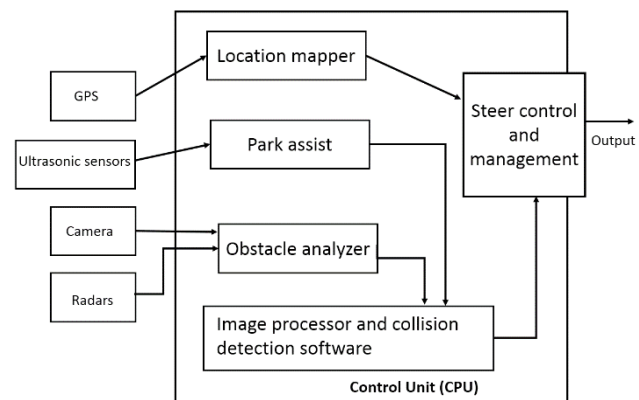 Location mapper
GPS
Steer control
and
management
Output
Park assist
Ultrasonic sensors
Camera
Obstacle analyzer
Radars
Image processor and collision
detection software
Control Unit (CPU)